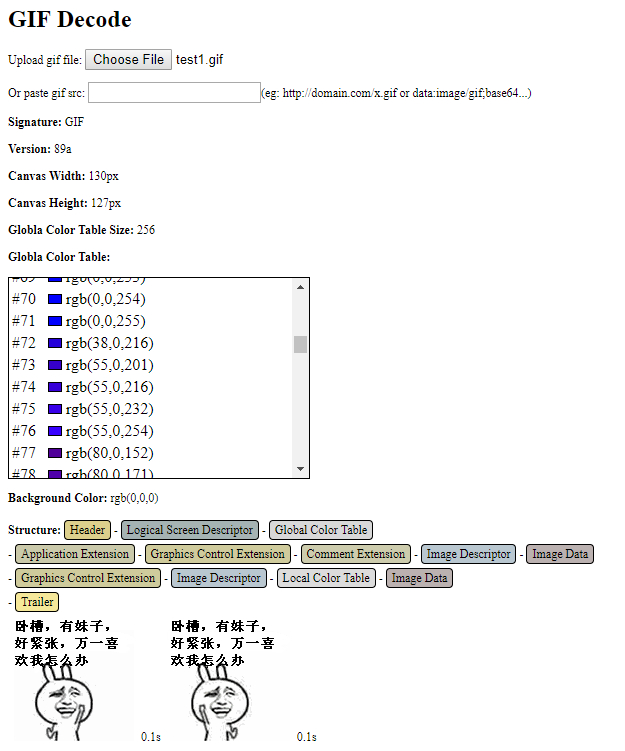 GIF Decode
Upload gif file: Choose File test1.gif
Or paste gif src: (eg: http://domain.com/x.gif or data:image/gif;base64...)
Signature: GIF
Version: 89a
Canvas Width: 130px
Canvas Height: 127px
Globla Color Table Size: 256
Globla Color Table:
#69 rgb(0,0,253)
#70 rgb(0,0,254)
#71 rgb(0,0,255)
#72 rgb(38,0,216)
#73 rgb(55,0,201)
#74 rgb(55,0,216)
#75 rgb(55,0,232)
#76 rgb(55,0,254)
#77 rgb(80,0,152)
#78 rgb(80,0,171)
Background Color: rgb(0,0,0)
Structure: Header - Logical Screen Descriptor - Global Color Table
- Application Extension - Graphics Control Extension - Comment Extension - Image Descriptor - Image Data
- Graphics Control Extension - Image Descriptor - Local Color Table - Image Data
- Trailer
卧槽，有妹子，
好紧张，万一喜
欢我怎么办
0.1s
卧槽，有妹子，
好紧张，万一喜
欢我怎么办
0.1s